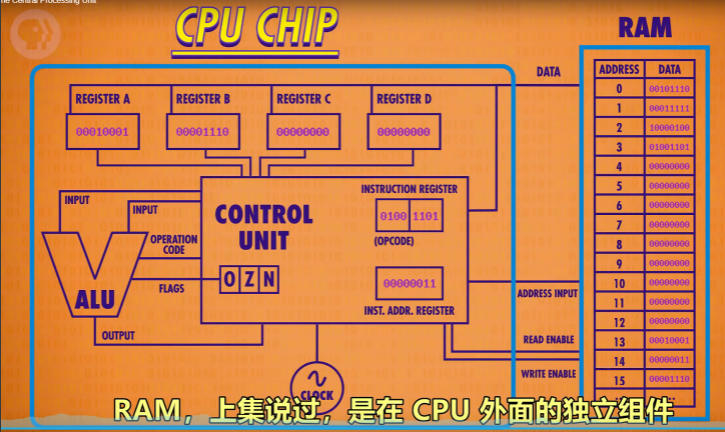 The Central Processing Unit
CPU CHIP
RAM
DATA
ADDRESS DATA
0 00101110
1 00011111
2 10000100
3 01001101
4 00000000
5 00000000
6 00000000
7 00000000
8 00000000
9 00000000
10 00000000
11 00000000
12 00000000
13 00010001
14 00000011
15 00001110
REGISTER A
REGISTER B
REGISTER C
REGISTER D
00010001
00001110
00000000
00000000
INPUT
INPUT
CONTROL
UNIT
INSTRUCTION REGISTER
0100 1101
(OPCODE)
OPERATION
CODE
ALU
FLAGS
O Z N
00000011
INST. ADDR. REGISTER
ADDRESS INPUT
OUTPUT
READ ENABLE
WRITE ENABLE
CLOCK
RAM，上集说过，是在 CPU 外面的独立组件